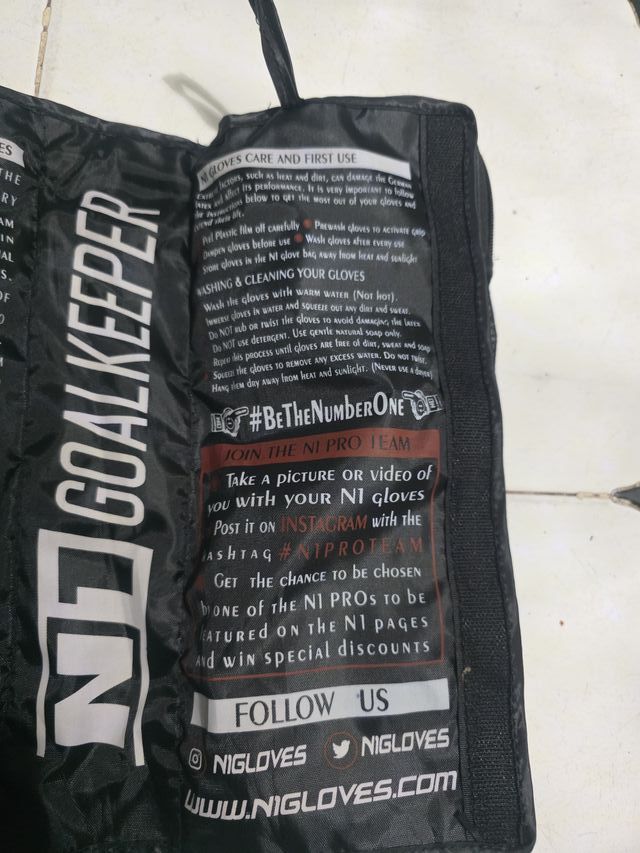 ES
THE
RY
AM
IN
AL
S.
OF
O
M
N1 GOALKEEPER
N1 GLOVES CARE AND FIRST USE
FACTORS, SUCH AS HEAT AND DIRT, CAN DAMAGE THE GERMAN
LATEX AFFECT ITS PERFORMANCE. IT IS VERY IMPORTANT TO FOLLOW
THE INSTRUCTIONS BELOW TO GET THE MOST OUT OF YOUR GLOVES AND
EXTEND THEIR LIFE.
PEEL PLASTIC FILM OFF CAREFULLY PREWASH GLOVES TO ACTIVATE GRIP
DAMPEN GLOVES BEFORE USE WASH GLOVES AFTER EVERY USE
STORE GLOVES IN THE N1 GLOVE BAG AWAY FROM HEAT AND SUNLIGHT
WASHING & CLEANING YOUR GLOVES
WASH THE GLOVES WITH WARM WATER (NOT HOT).
IMMERSE GLOVES IN WATER AND SQUEEZE OUT ANY DIRT AND SWEAT.
DO NOT RUB OR TWIST THE GLOVES TO AVOID DAMAGING THE LATEX
DO NOT USE DETERGENT. USE GENTLE NATURAL SOAP ONLY.
REPEAT THIS PROCESS UNTIL GLOVES ARE FREE OF DIRT, SWEAT AND SOAP
SQUEEZE THE GLOVES TO REMOVE ANY EXCESS WATER. DO NOT TWIST.
HANG THEM DRY AWAY FROM HEAT AND SUNLIGHT. (NEVER USE A DRYER)
#BETHENUMBERONE
JOIN THE N1 PRO TEAM
TAKE A PICTURE OR VIDEO OF
YOU WITH YOUR N1 GLOVES
POST IT ON INSTAGRAM WITH THE
HASHTAG #N1PROTEAM
GET THE CHANCE TO BE CHOSEN
by ONE OF THE N1 PROS TO BE
FEATURED ON THE N1 PAGES
AND WIN SPECIAL DISCOUNTS
FOLLOW US
N1GLOVES N1GLOVES
WWW.N1GLOVES.COM